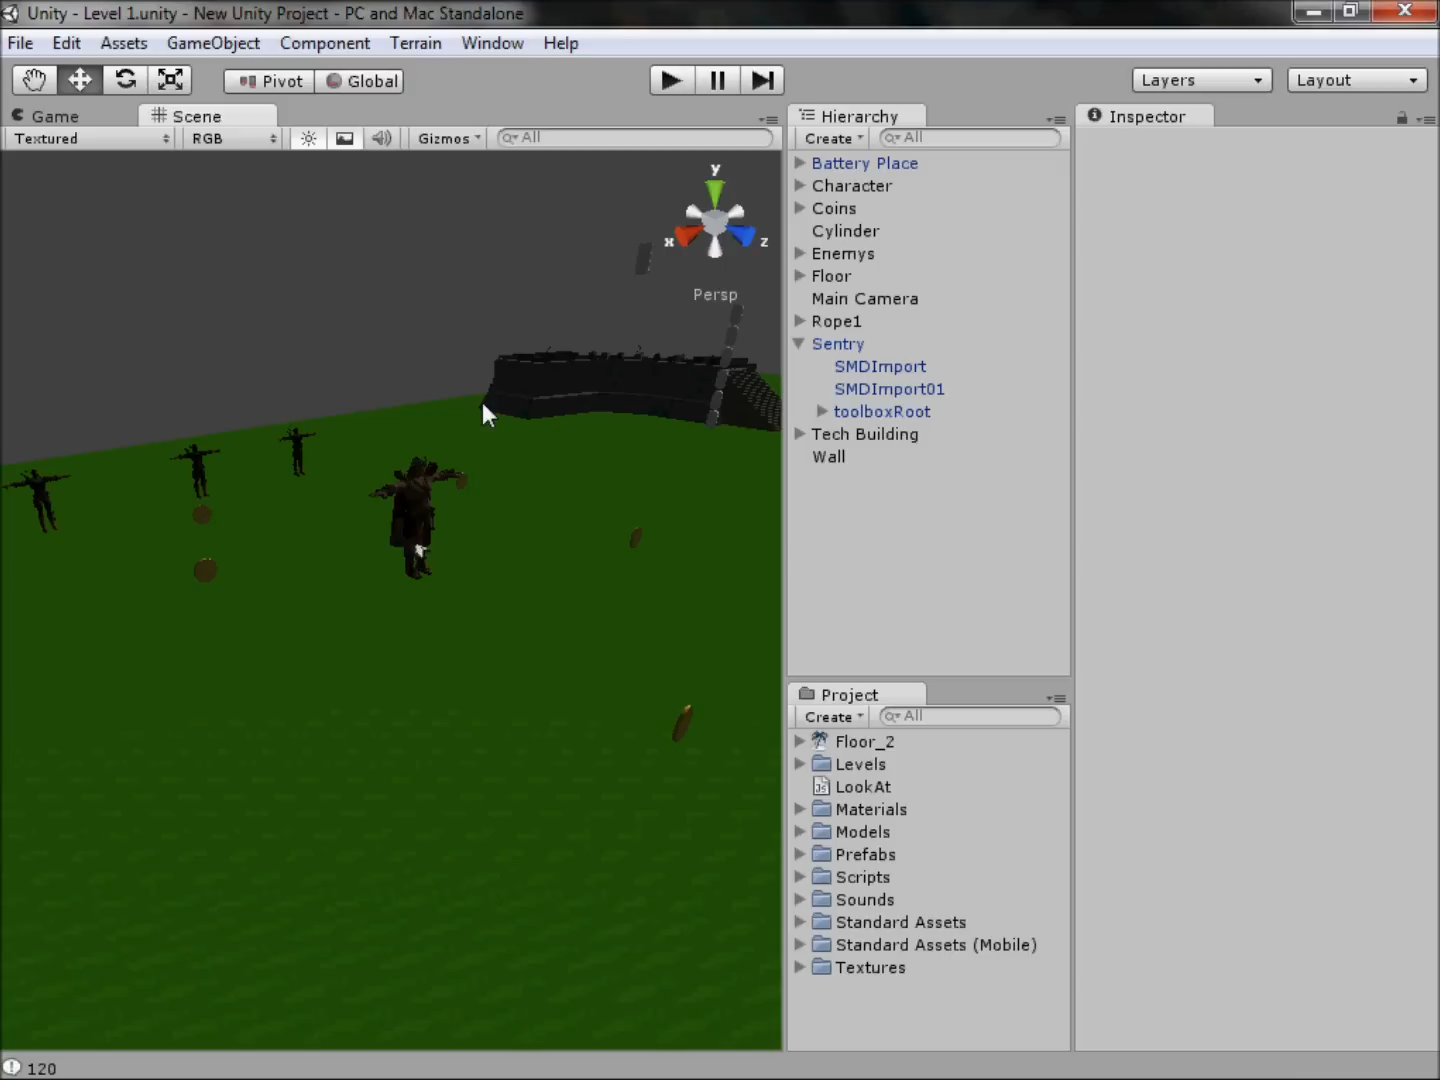 Unity - Level 1.unity - New Unity Project - PC and Mac Standalone
File Edit Assets GameObject Component Terrain Window Help
Pivot Global Layers Layout
Game Scene
Textured RGB Gizmos All
y
x z
Persp
Hierarchy
Create All
Battery Place
Character
Coins
Cylinder
Enemys
Floor
Main Camera
Rope1
Sentry
SMDImport
SMDImport01
toolboxRoot
Tech Building
Wall
Project
Create All
Floor_2
Levels
LookAt
Materials
Models
Prefabs
Scripts
Sounds
Standard Assets
Standard Assets (Mobile)
Textures
Inspector
120